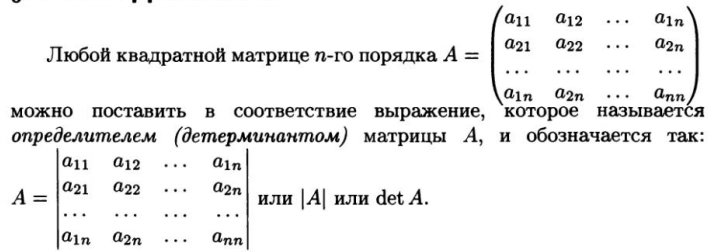 Любой квадратной матрице n-го порядка A = 
a₁₁ a₁₂ ... a₁ₙ
a₂₁ a₂₂ ... a₂ₙ
... ... ... ...
a₁ₙ a₂ₙ ... aₙₙ
можно поставить в соответствие выражение, которое называется
определителем (детерминантом) матрицы A, и обозначается так:
a₁₁ a₁₂ ... a₁ₙ
a₂₁ a₂₂ ... a₂ₙ
A = или |A| или det A.
... ... ... ...
a₁ₙ a₂ₙ ... aₙₙ